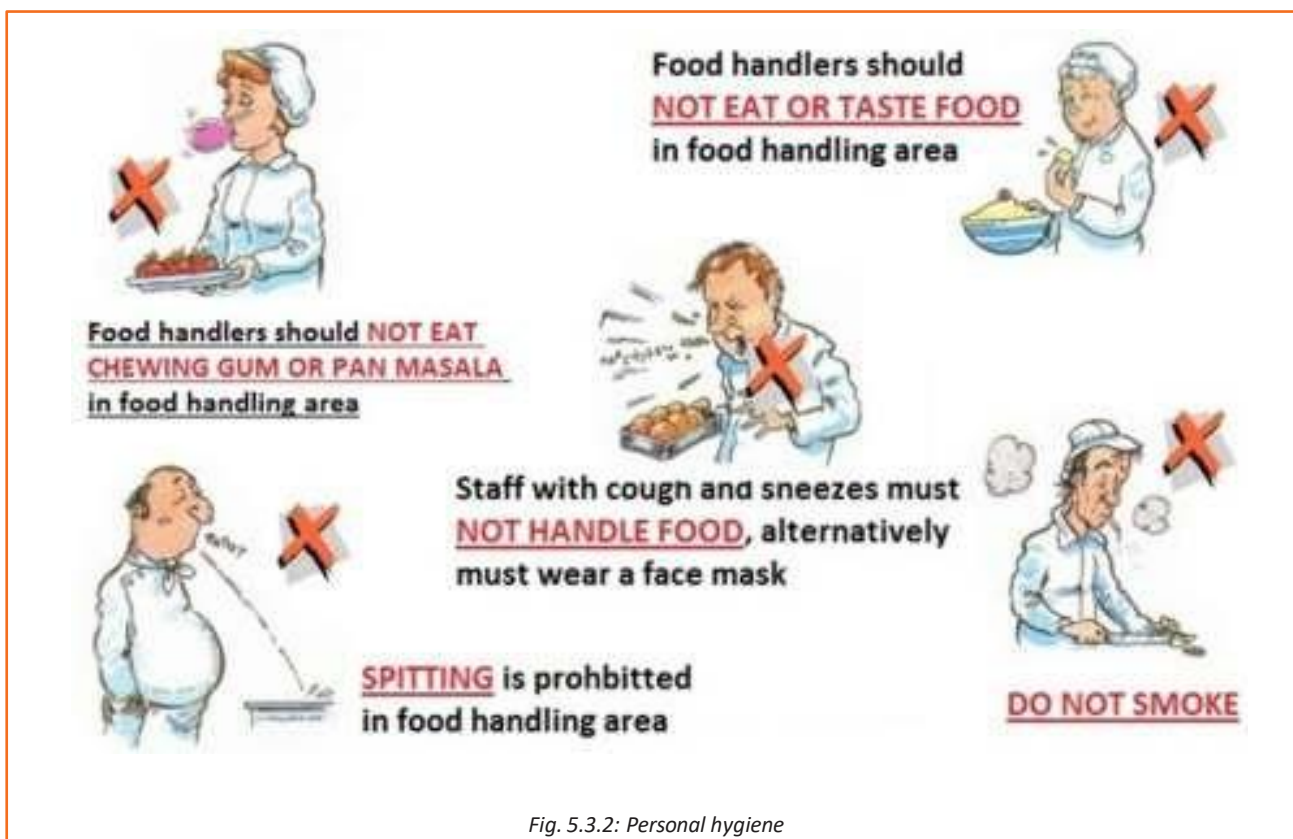 Food handlers should
NOT EAT OR TASTE FOOD
in food handling area
Food handlers should NOT EAT
CHEWING GUM OR PAN MASALA
in food handling area
Staff with cough and sneezes must
NOT HANDLE FOOD, alternatively
must wear a face mask
SPITTING is prohbitted
in food handling area
DO NOT SMOKE
Fig. 5.3.2: Personal hygiene